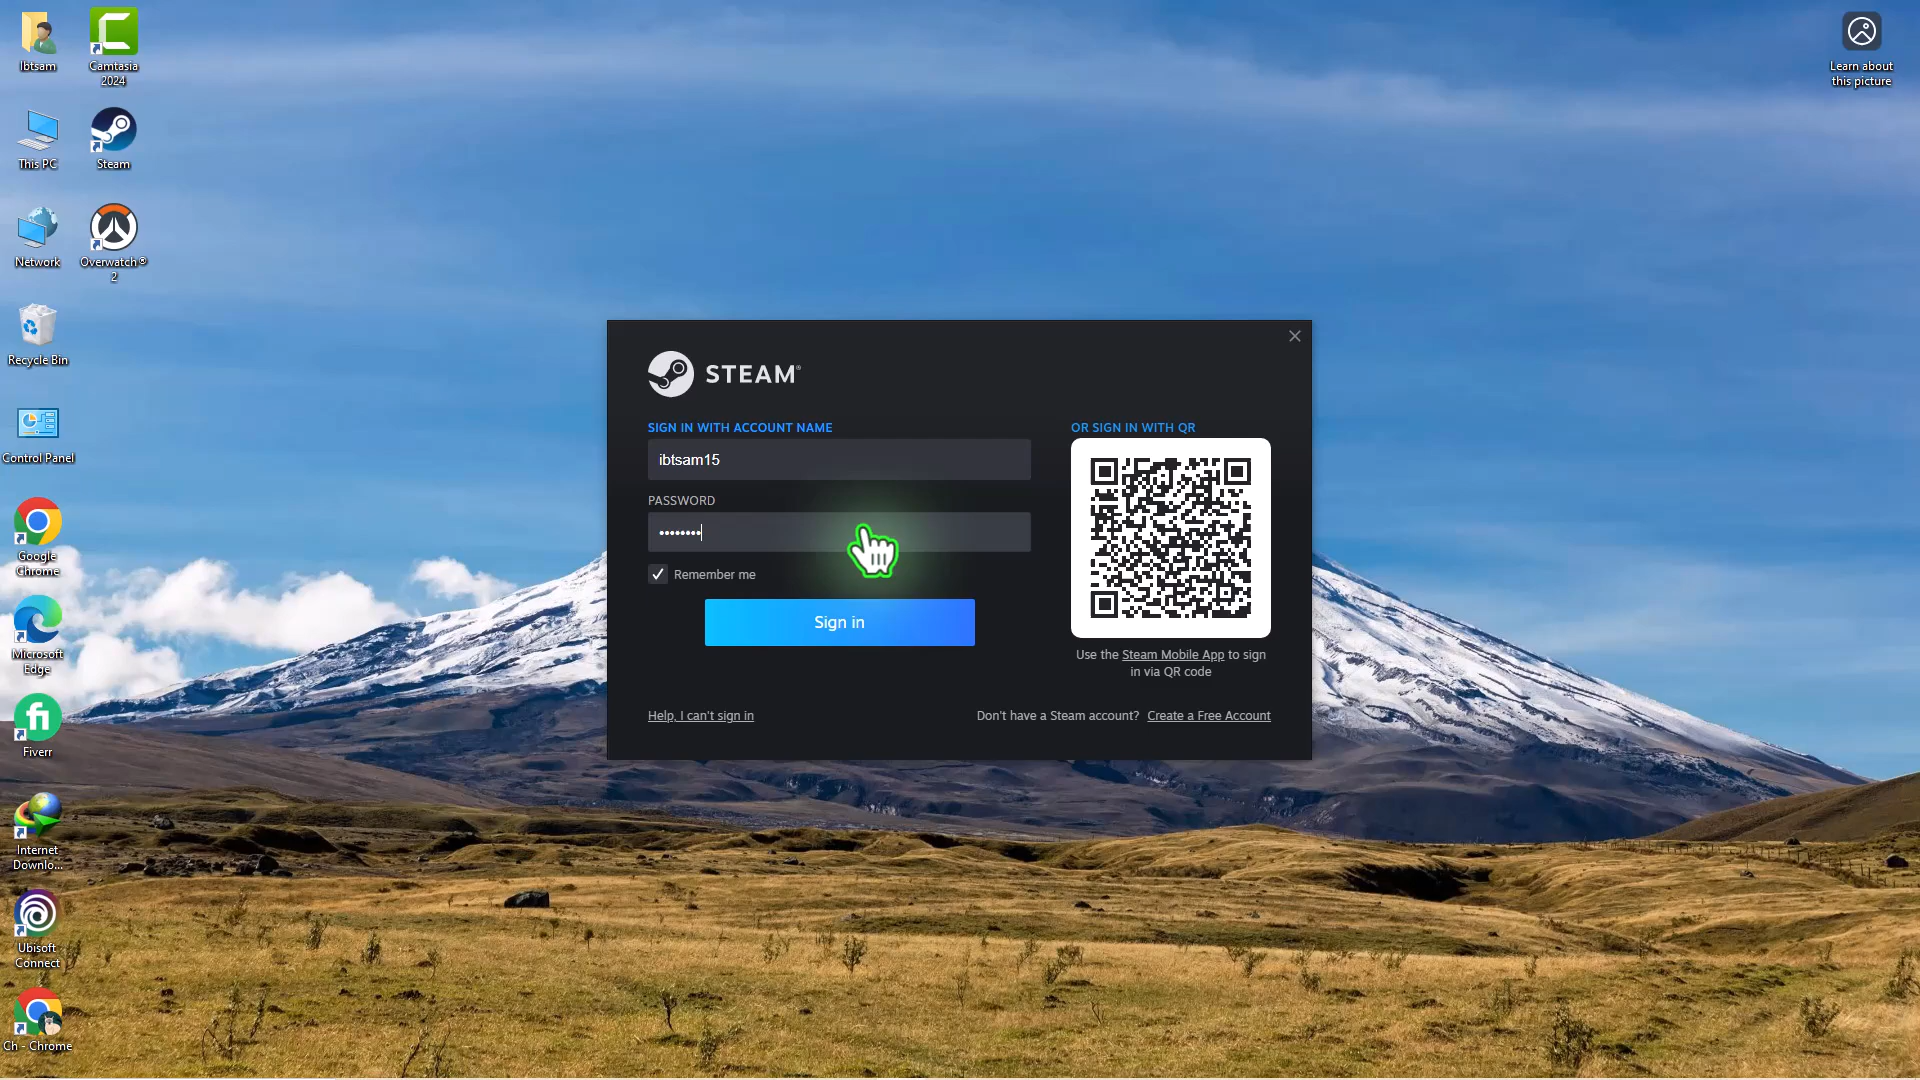 Ibtsam
Camtasia
2024
This PC
Steam
Network
Overwatch®
2
Recycle Bin
Control Panel
Google
Chrome
Microsoft
Edge
fi
Fiverr
Internet
Downlo...
Ubisoft
Connect
Ch - Chrome
Learn about
this picture
STEAM®
SIGN IN WITH ACCOUNT NAME
ibtsam15
PASSWORD
••••••••
Remember me
Sign in
Help, I can't sign in
OR SIGN IN WITH QR
Use the Steam Mobile App to sign
in via QR code
Don't have a Steam account? Create a Free Account